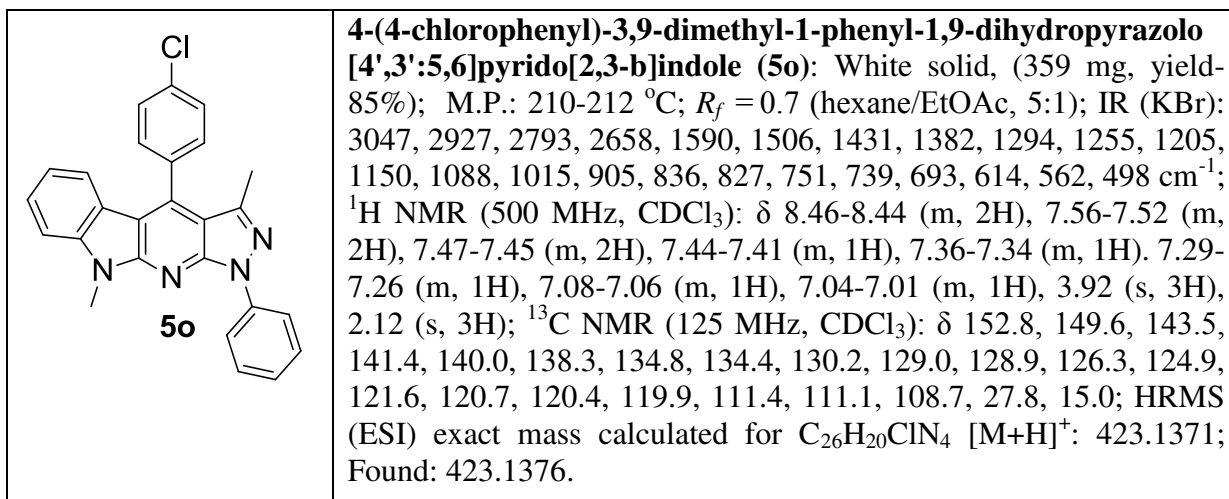 Cl
N
N
N
N
5o
4-(4-chlorophenyl)-3,9-dimethyl-1-phenyl-1,9-dihydropyrazolo
[4',3':5,6]pyrido[2,3-b]indole (5o): White solid, (359 mg, yield-
85%); M.P.: 210-212 °C; Rf = 0.7 (hexane/EtOAc, 5:1); IR (KBr):
3047, 2927, 2793, 2658, 1590, 1506, 1431, 1382, 1294, 1255, 1205,
1150, 1088, 1015, 905, 836, 827, 751, 739, 693, 614, 562, 498 cm⁻¹;
¹H NMR (500 MHz, CDCl₃): δ 8.46-8.44 (m, 2H), 7.56-7.52 (m,
2H), 7.47-7.45 (m, 2H), 7.44-7.41 (m, 1H), 7.36-7.34 (m, 1H). 7.29-
7.26 (m, 1H), 7.08-7.06 (m, 1H), 7.04-7.01 (m, 1H), 3.92 (s, 3H),
2.12 (s, 3H); ¹³C NMR (125 MHz, CDCl₃): δ 152.8, 149.6, 143.5,
141.4, 140.0, 138.3, 134.8, 134.4, 130.2, 129.0, 128.9, 126.3, 124.9,
121.6, 120.7, 120.4, 119.9, 111.4, 111.1, 108.7, 27.8, 15.0; HRMS
(ESI) exact mass calculated for C₂₆H₂₀ClN₄ [M+H]⁺: 423.1371;
Found: 423.1376.